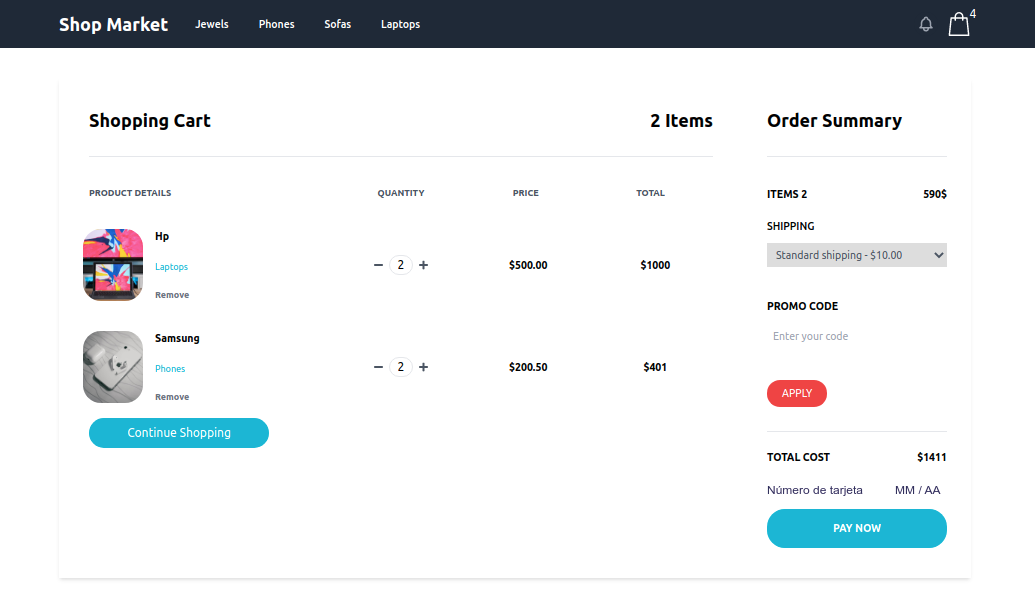 Shop Market Jewels Phones Sofas Laptops 4
Shopping Cart 2 Items
PRODUCT DETAILS QUANTITY PRICE TOTAL
Hp
Laptops
Remove
2 $500.00 $1000
Samsung
Phones
Remove
2 $200.50 $401
Continue Shopping
Order Summary
ITEMS 2 590$
SHIPPING
Standard shipping - $10.00
PROMO CODE
Enter your code
APPLY
TOTAL COST $1411
Número de tarjeta MM / AA
PAY NOW